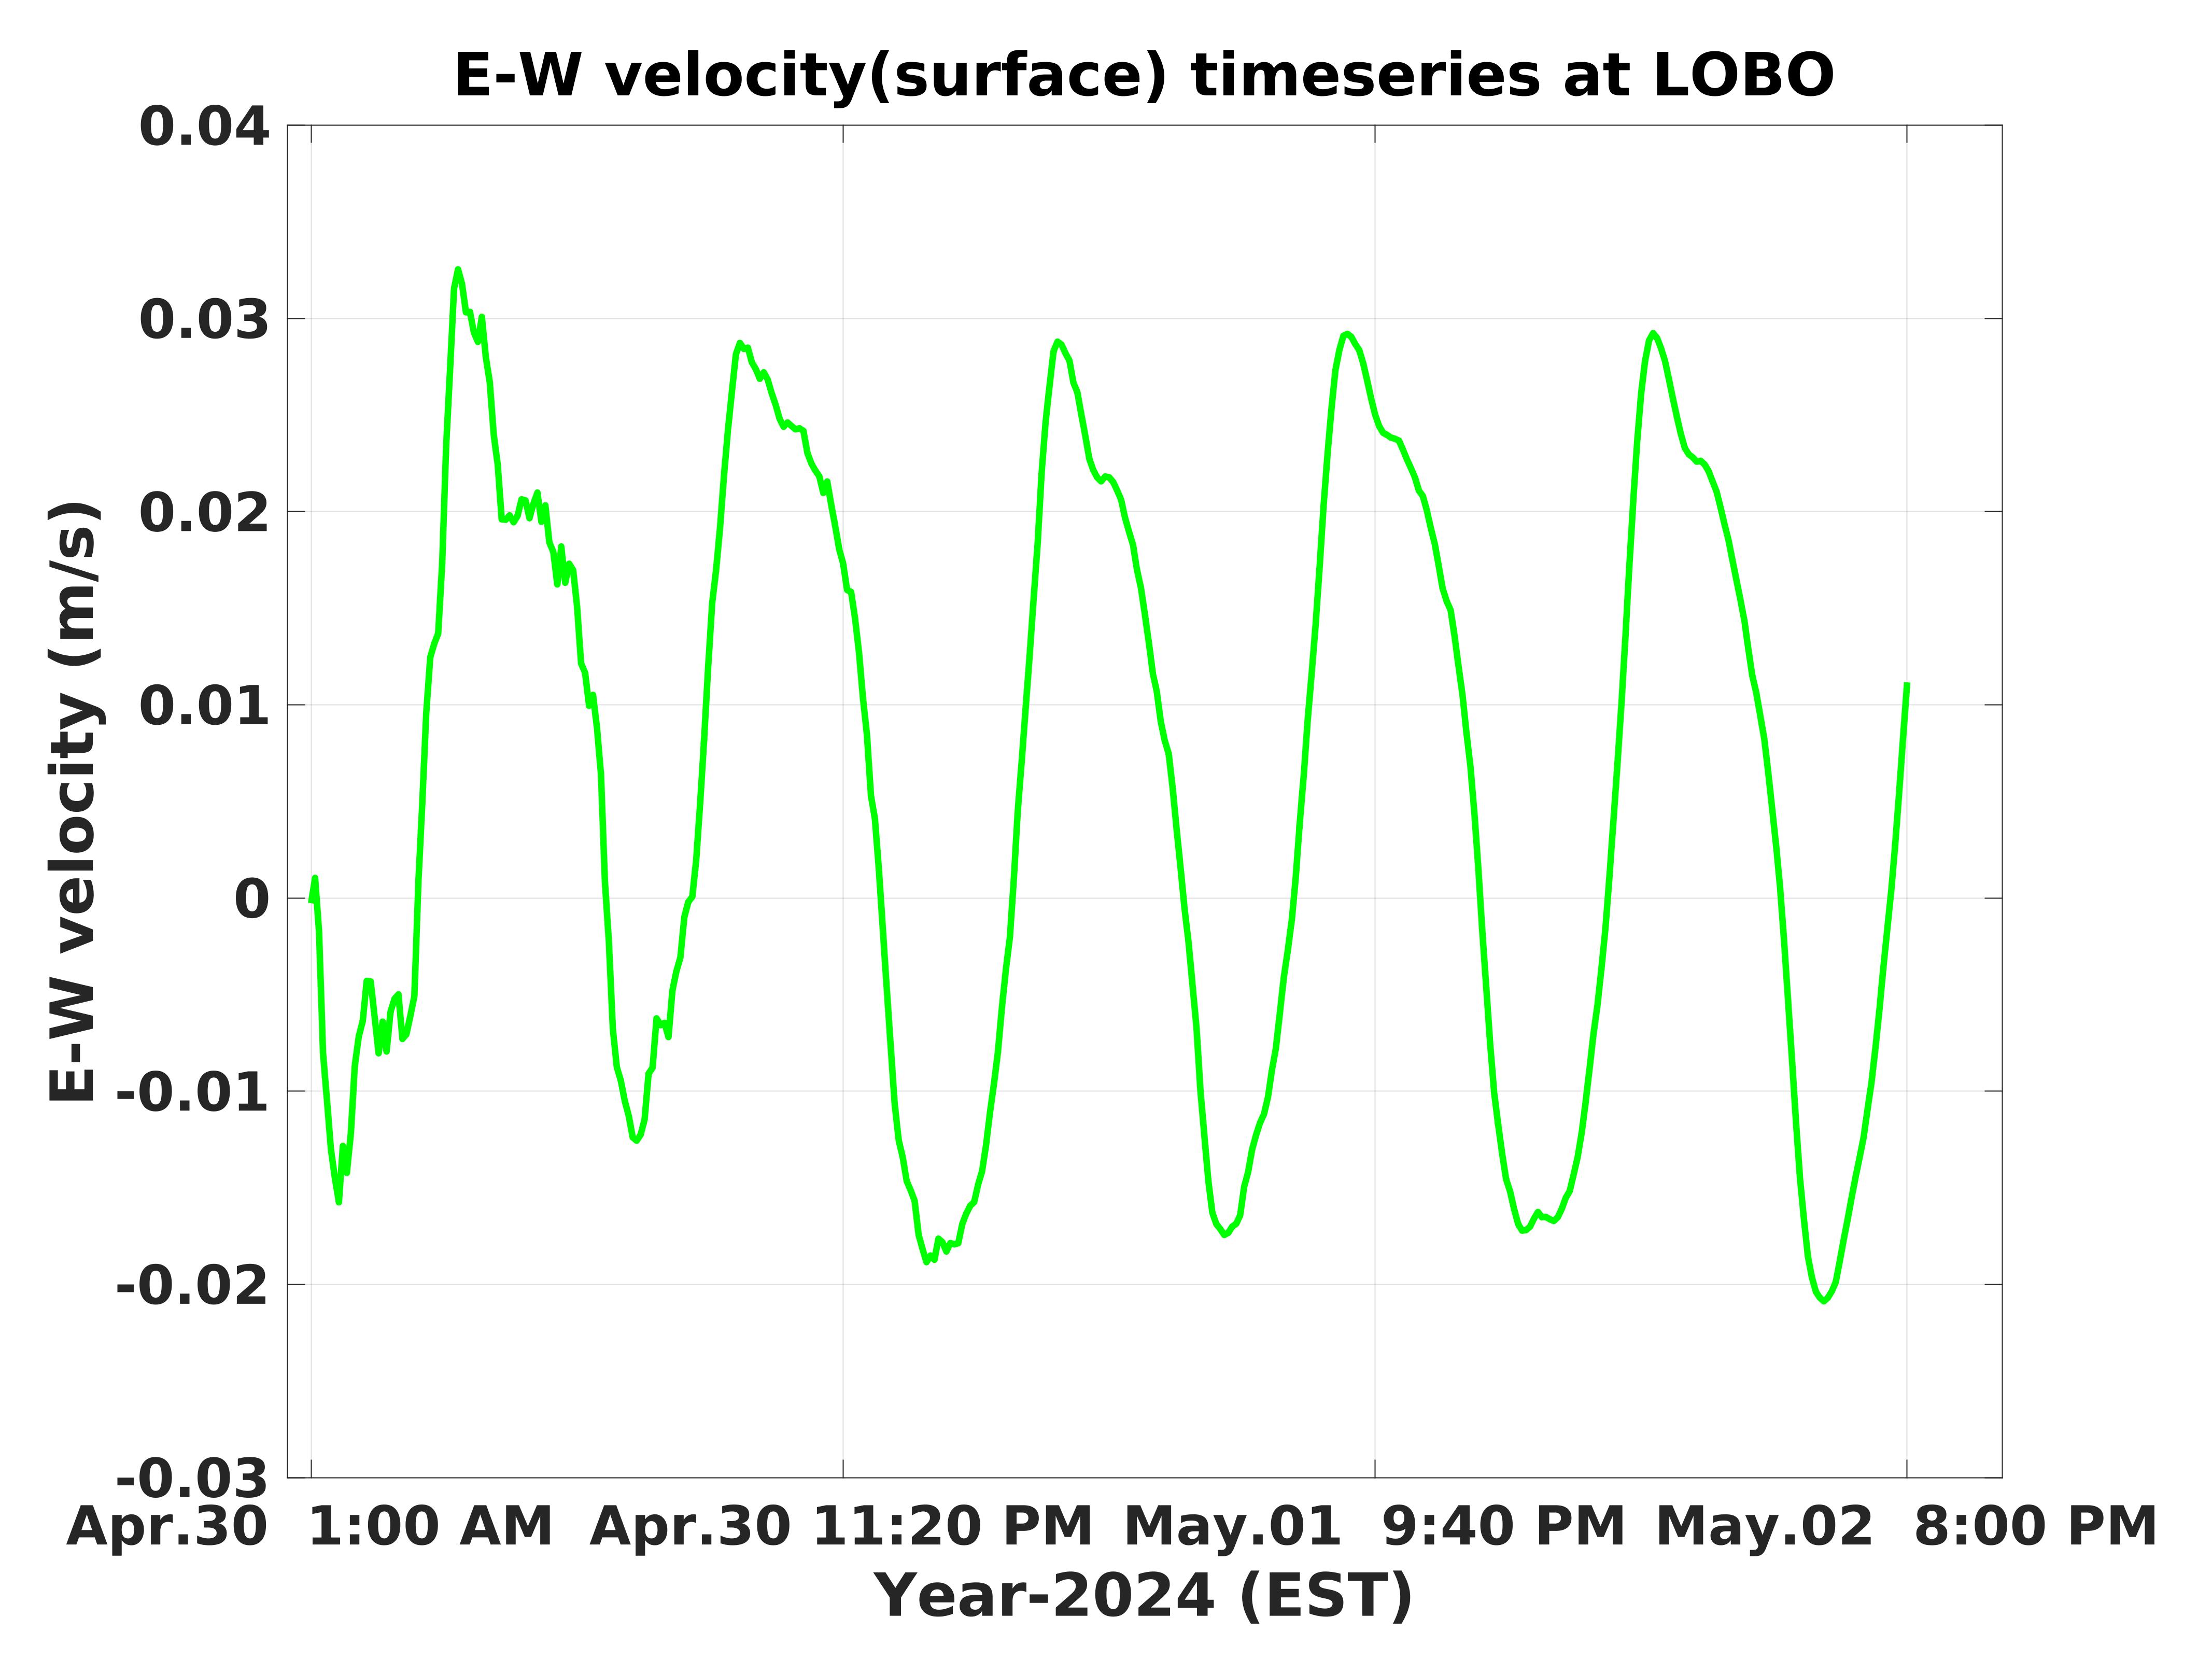 E-W velocity(surface) timeseries at LOBO
0.04
0.03
0.02
0.01
0
-0.01
-0.02
-0.03
E-W velocity (m/s)
Apr.30 1:00 AM Apr.30 11:20 PM May.01 9:40 PM May.02 8:00 PM
Year-2024 (EST)